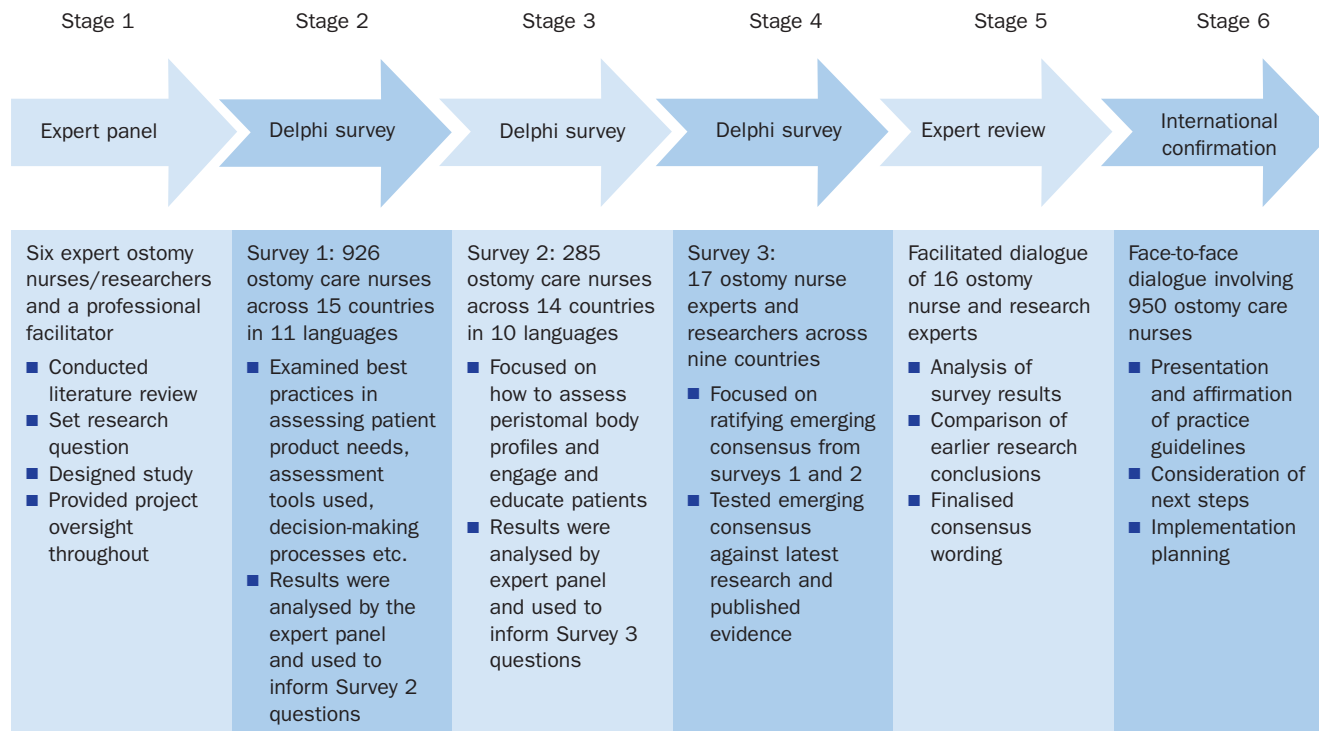 Stage 1
Stage 2
Stage 3
Stage 4
Stage 5
Stage 6
Expert panel
Delphi survey
Delphi survey
Delphi survey
Expert review
International
confirmation
Six expert ostomy
nurses/researchers
and a professional
facilitator
■ Conducted
literature review
■ Set research
question
■ Designed study
■ Provided project
oversight
throughout
Survey 1: 926
ostomy care nurses
across 15 countries
in 11 languages
■ Examined best
practices in
assessing patient
product needs,
assessment
tools used,
decision-making
processes etc.
■ Results were
analysed by the
expert panel
and used to
inform Survey 2
questions
Survey 2: 285
ostomy care nurses
across 14 countries
in 10 languages
■ Focused on
how to assess
peristomal body
profiles and
engage and
educate patients
■ Results were
analysed by
expert panel
and used to
inform Survey 3
questions
Survey 3:
17 ostomy nurse
experts and
researchers across
nine countries
■ Focused on
ratifying emerging
consensus from
surveys 1 and 2
■ Tested emerging
consensus
against latest
research and
published
evidence
Facilitated dialogue
of 16 ostomy
nurse and research
experts
■ Analysis of
survey results
■ Comparison of
earlier research
conclusions
■ Finalised
consensus
wording
Face-to-face
dialogue involving
950 ostomy care
nurses
■ Presentation
and affirmation
of practice
guidelines
■ Consideration of
next steps
■ Implementation
planning